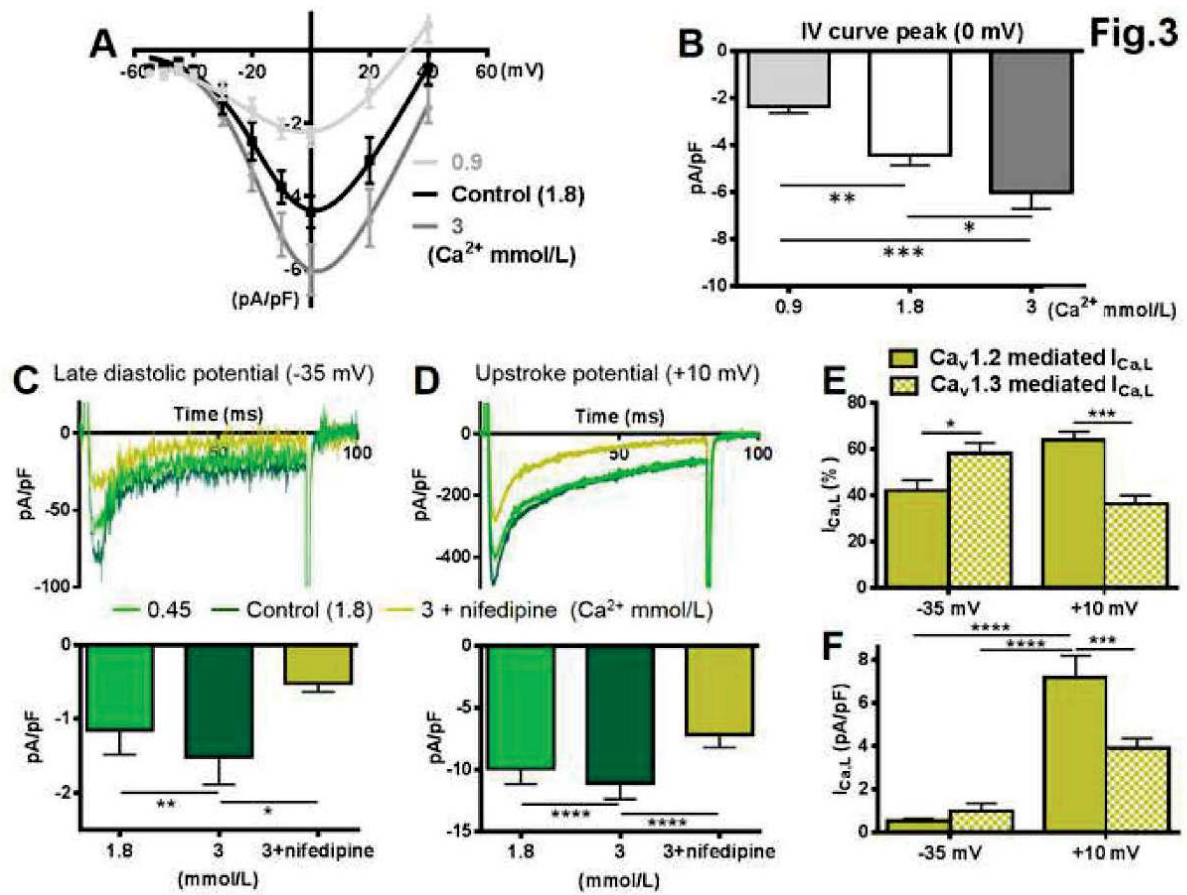 A
B
IV curve peak (0 mV)
Fig.3
-60 -40 -20 0 20 40 60 (mV)
-2
-4
-6
(pA/pF)
0.9
Control (1.8)
3
(Ca2+ mmol/L)
0
-2
-4
-6
-8
-10
pA/pF
**
*
***
0.9 1.8 3 (Ca2+ mmol/L)
C Late diastolic potential (-35 mV)
Time (ms)
0
-50
-100
50 100
pA/pF
D Upstroke potential (+10 mV)
Time (ms)
0
-200
-400
50 100
pA/pF
0.45 Control (1.8) 3 + nifedipine (Ca2+ mmol/L)
0
-1
-2
pA/pF
** *
1.8 3 3+nifedipine
(mmol/L)
0
-5
-10
-15
pA/pF
**** ****
1.8 3 3+nifedipine
(mmol/L)
E
Cav1.2 mediated ICa,L
Cav1.3 mediated ICa,L
80
60
40
20
0
ICa,L (%)
* ***
-35 mV +10 mV
F
****
**** ***
8
6
4
2
0
ICa,L (pA/pF)
-35 mV +10 mV